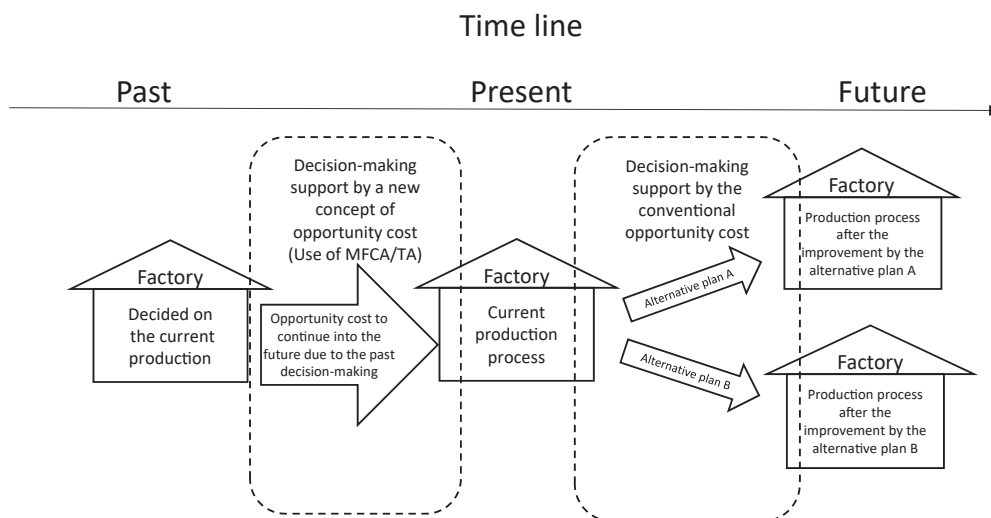 Time line
Past
Present
Future
Decision-making
support by a new
concept of
opportunity cost
(Use of MFCA/TA)
Decision-making
support by the
conventional
opportunity cost
Factory
Decided on
the current
production
Opportunity cost to
continue into the
future due to the past
decision-making
Factory
Current
production
process
Alternative plan A
Alternative plan B
Factory
Production process
after the
improvement by the
alternative plan A
Factory
Production process
after the
improvement by the
alternative plan B